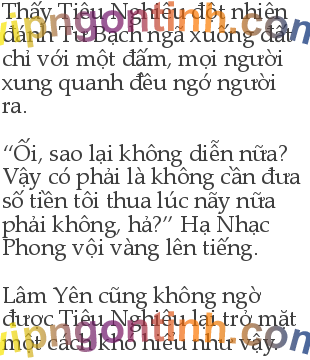 Thấy Tiêu Nghiêu đột nhiên
đánh Từ Bạch ngã xuống đất
chỉ với một đấm, mọi người
xung quanh đều ngớ người
ra.
“Ối, sao lại không diễn nữa?
Vậy có phải là không cần đưa
số tiền tôi thua lúc nãy nữa
phải không, hả?” Hạ Nhạc
Phong vội vàng lên tiếng.
Lâm Yên cũng không ngờ
được Tiêu Nghiêu lại trở mặt
một cách khó hiểu như vậy.